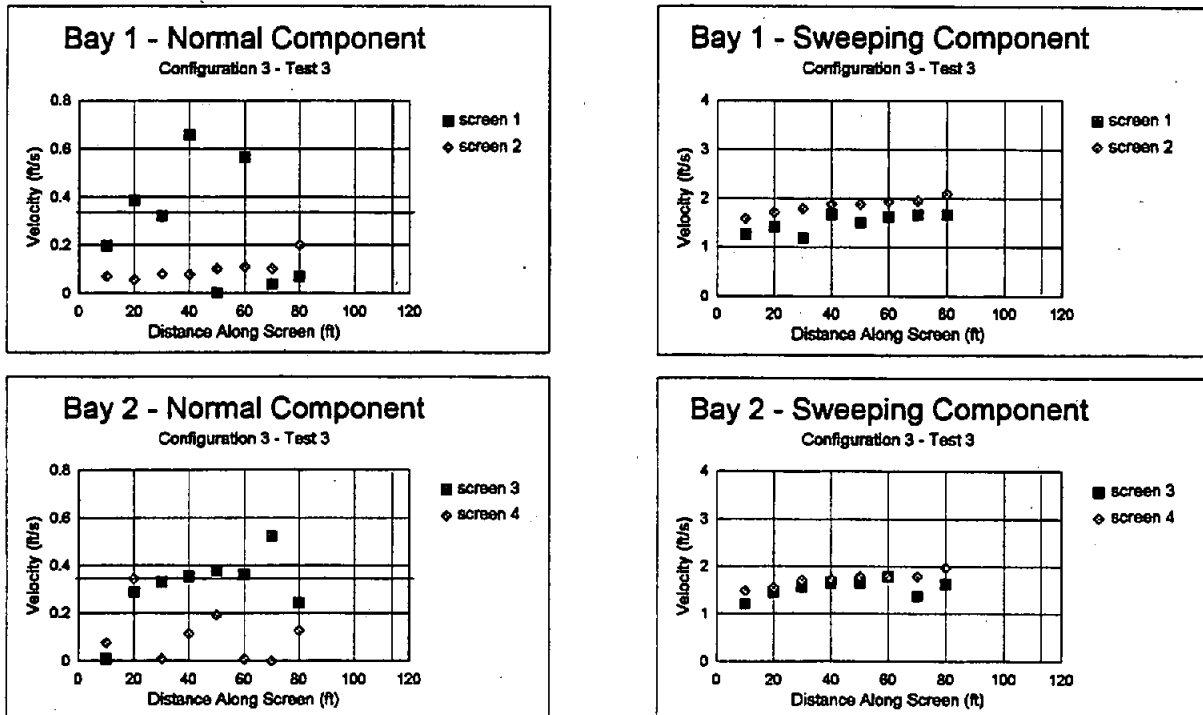 Bay 1 - Normal Component
Configuration 3 - Test 3
Velocity (ft/s)
0.8
0.6
0.4
0.2
0
0 20 40 60 80 100 120
Distance Along Screen (ft)
screen 1
screen 2
Bay 1 - Sweeping Component
Configuration 3 - Test 3
Velocity (ft/s)
4
3
2
1
0
0 20 40 60 80 100 120
Distance Along Screen (ft)
screen 1
screen 2
Bay 2 - Normal Component
Configuration 3 - Test 3
Velocity (ft/s)
0.8
0.6
0.4
0.2
0
0 20 40 60 80 100 120
Distance Along Screen (ft)
screen 3
screen 4
Bay 2 - Sweeping Component
Configuration 3 - Test 3
Velocity (ft/s)
4
3
2
1
0
0 20 40 60 80 100 120
Distance Along Screen (ft)
screen 3
screen 4